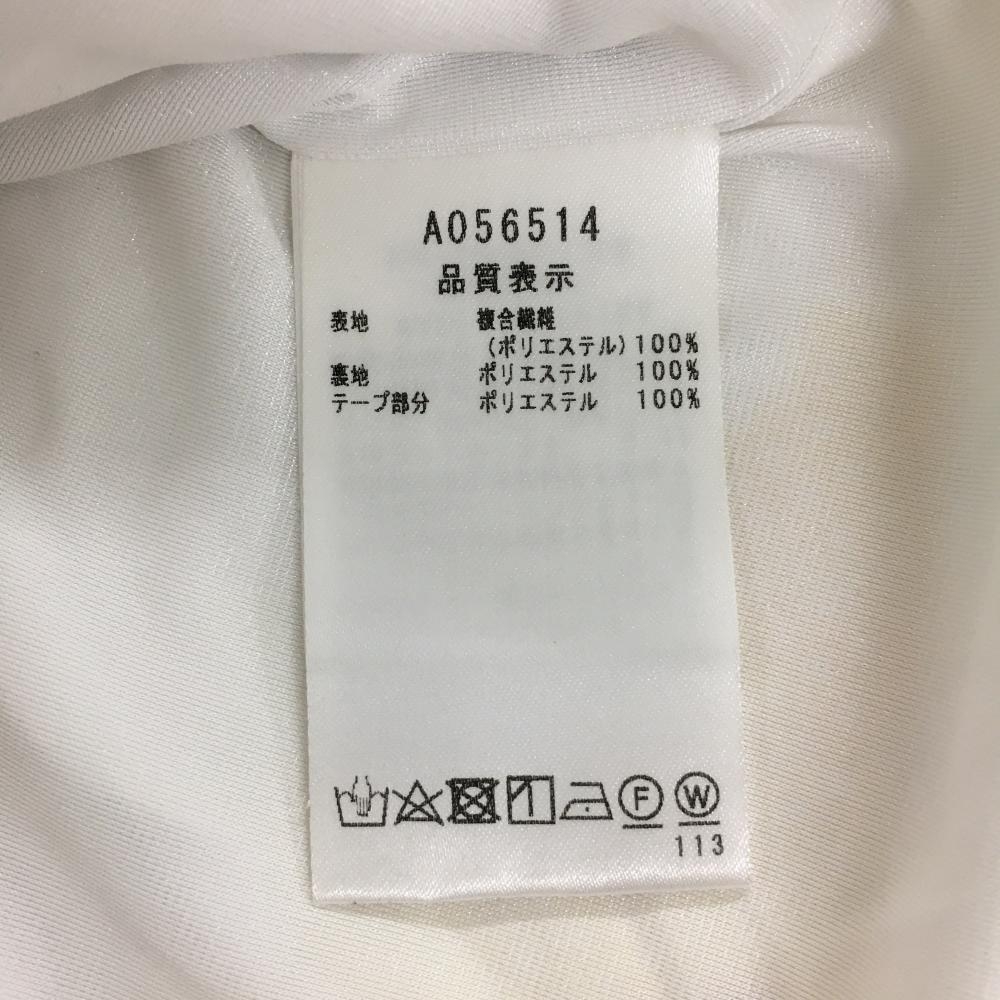 A056514
品質表示
表地 複合繊維
(ポリエステル)100%
裏地 ポリエステル 100%
テープ部分 ポリエステル 100%
F W
113